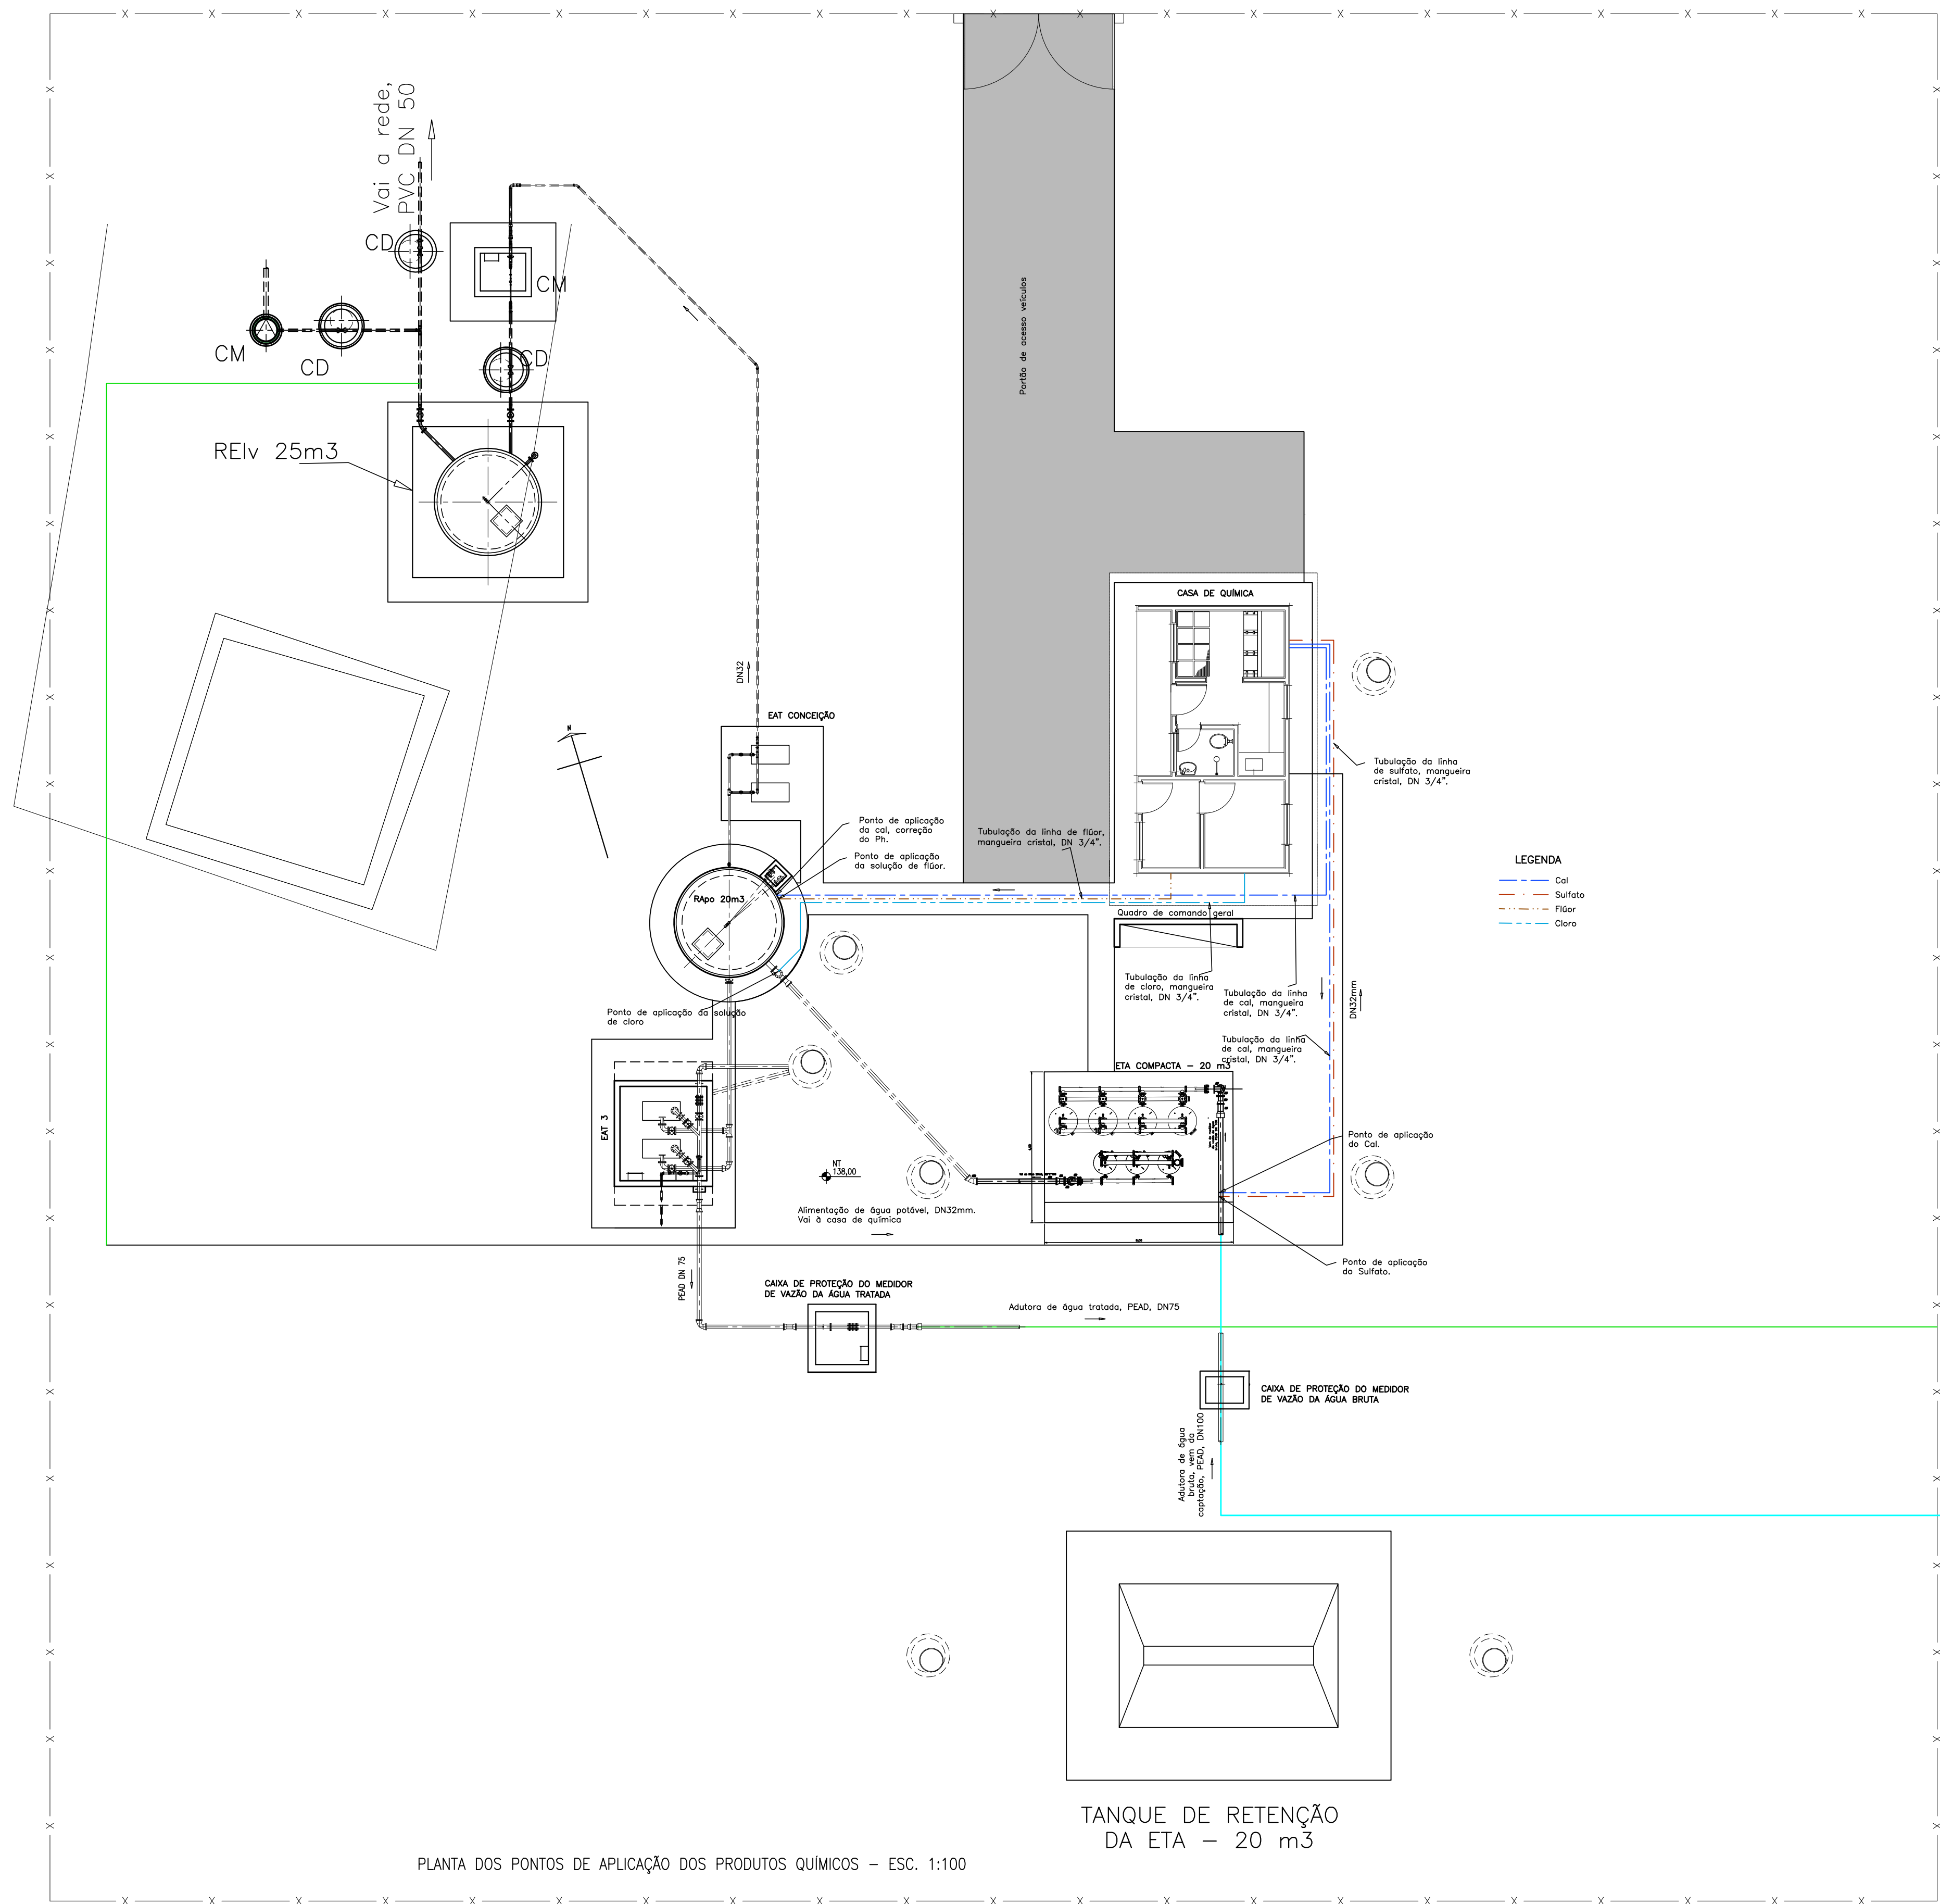 Vai a rede,
PVC DN 50
CD
CM
CM
CD
CD
RElv 25m3
Portão de acesso veículos
CASA DE QUÍMICA
DN32
EAT CONCEIÇÃO
N
Tubulação da linha
de sulfato, mangueira
cristal, DN 3/4".
Ponto de aplicação
da cal, correção
do Ph.
Ponto de aplicação
da solução de flúor.
Tubulação da linha de flúor,
mangueira cristal, DN 3/4".
LEGENDA
Cal
Sulfato
Flúor
Cloro
RApo 20m3
Quadro de comando geral
Tubulação da linha
de cloro, mangueira
cristal, DN 3/4".
Tubulação da linha
de cal, mangueira
cristal, DN 3/4".
DN32mm
Ponto de aplicação da solução
de cloro
Tubulação da linha
de cal, mangueira
cristal, DN 3/4".
ETA COMPACTA – 20 m3
EAT 3
Ponto de aplicação
do Cal.
NT
138,00
Alimentação de água potável, DN32mm.
Vai à casa de química
Ponto de aplicação
do Sulfato.
PEAD DN 75
CAIXA DE PROTEÇÃO DO MEDIDOR
DE VAZÃO DA ÁGUA TRATADA
Adutora de água tratada, PEAD, DN75
CAIXA DE PROTEÇÃO DO MEDIDOR
DE VAZÃO DA ÁGUA BRUTA
Adutora de água
bruta, vem da
captação, PEAD, DN100
TANQUE DE RETENÇÃO
DA ETA – 20 m3
PLANTA DOS PONTOS DE APLICAÇÃO DOS PRODUTOS QUÍMICOS – ESC. 1:100